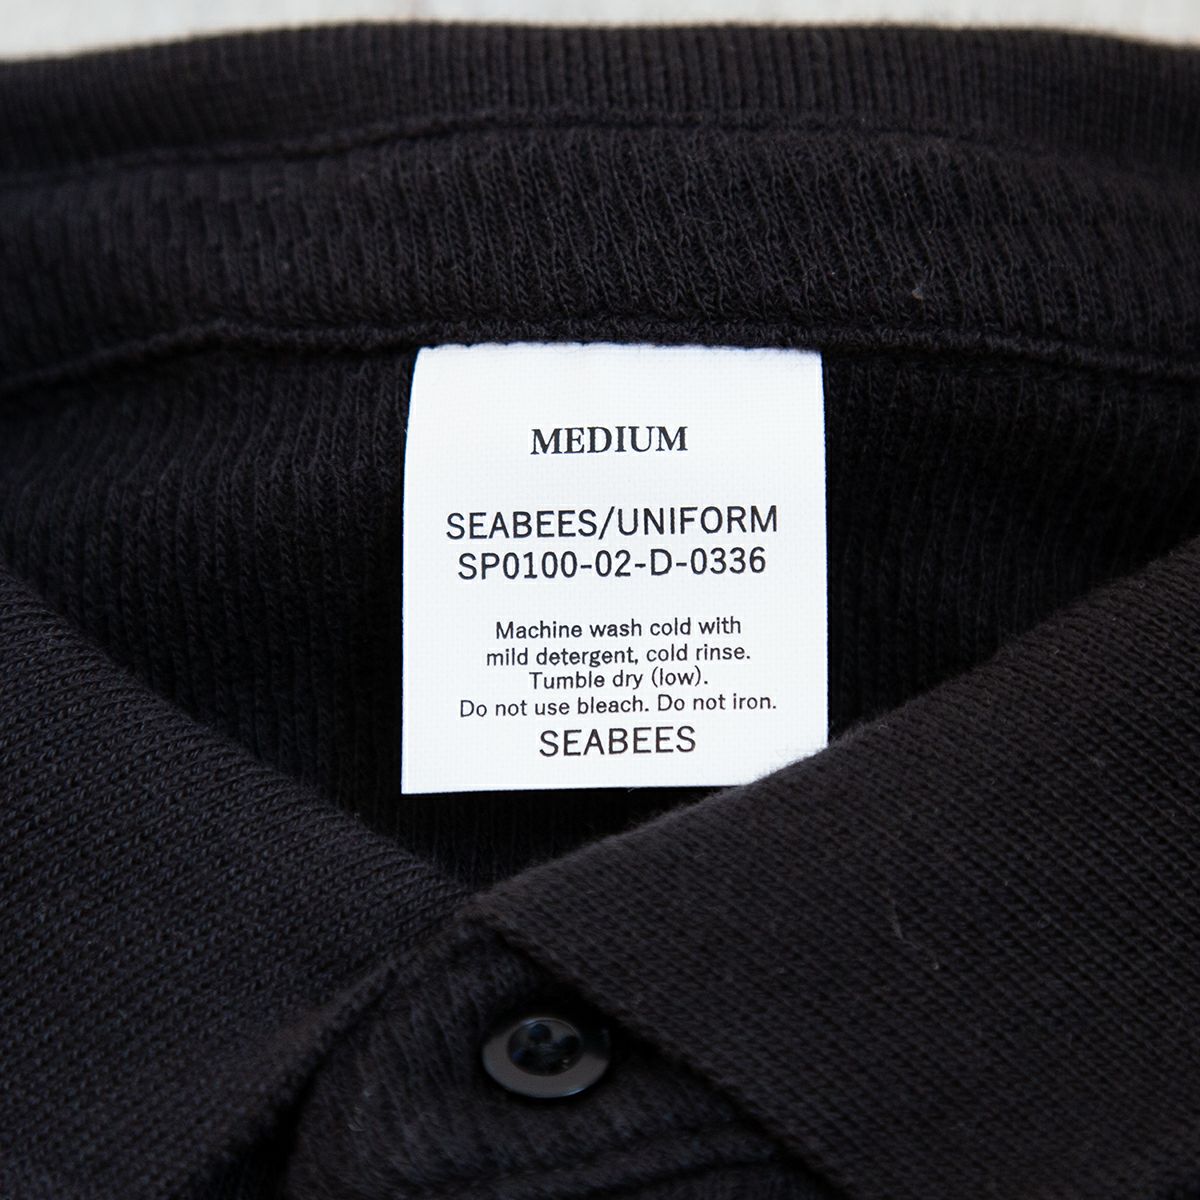 MEDIUM
SEABEES/UNIFORM
SP0100-02-D-0336
Machine wash cold with
mild detergent, cold rinse.
Tumble dry (low).
Do not use bleach. Do not iron.
SEABEES